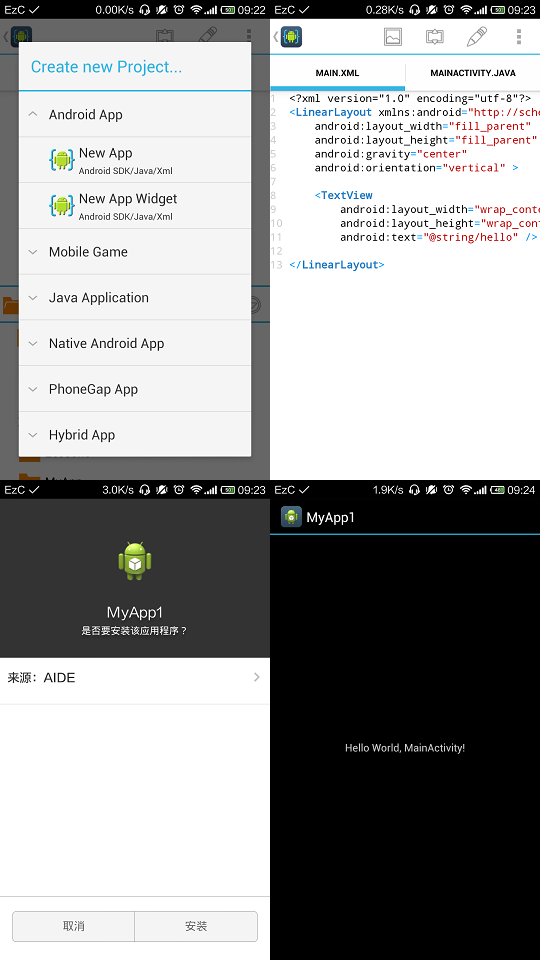 EzC 0.00K/s 50 09:22
Create new Project...
Android App
New App
Android SDK/Java/Xml
New App Widget
Android SDK/Java/Xml
Mobile Game
Java Application
Native Android App
PhoneGap App
Hybrid App
EzC 0.28K/s 50 09:23
MAIN.XML MAINACTIVITY.JAVA
1 <?xml version="1.0" encoding="utf-8"?>
2 <LinearLayout xmlns:android="http://sche
3 android:layout_width="fill_parent"
4 android:layout_height="fill_parent"
5 android:gravity="center"
6 android:orientation="vertical" >
7
8 <TextView
9 android:layout_width="wrap_conte
10 android:layout_height="wrap_cont
11 android:text="@string/hello" />
12
13 </LinearLayout>
EzC 3.0K/s 50 09:23
MyApp1
是否要安装该应用程序？
来源：AIDE
取消 安装
EzC 1.9K/s 09:24
MyApp1
Hello World, MainActivity!